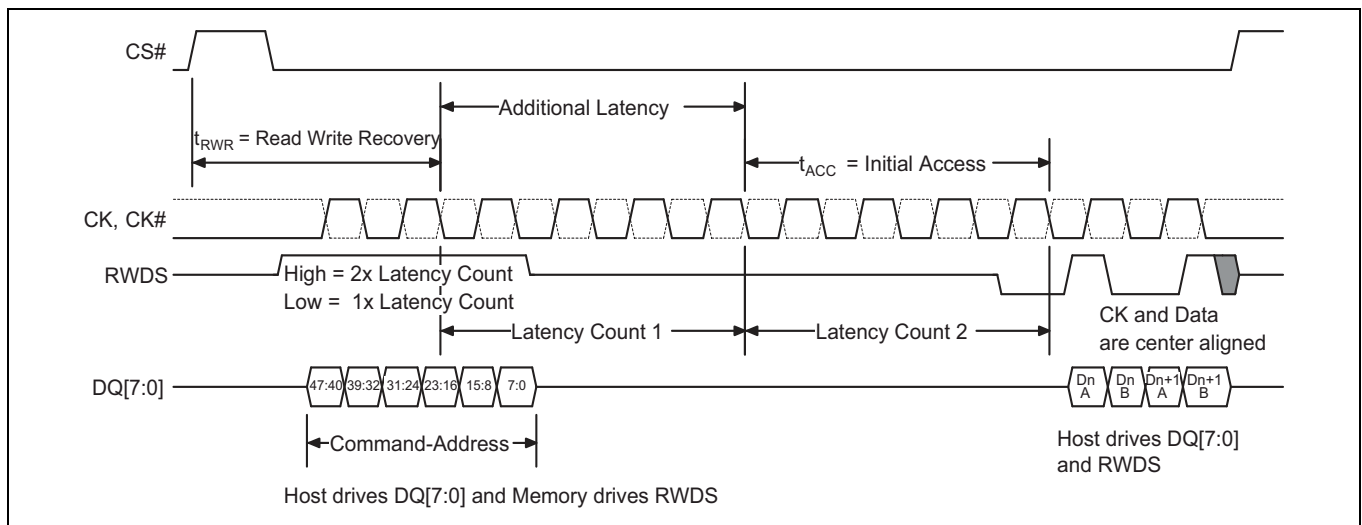 CS#
Additional Latency
tRWR = Read Write Recovery
tACC = Initial Access
CK, CK#
RWDS
High = 2x Latency Count
Low = 1x Latency Count
CK and Data
are center aligned
Latency Count 1
Latency Count 2
DQ[7:0]
47:40 39:32 31:24 23:16 15:8 7:0
Dn A
Dn B
Dn+1 A
Dn+1 B
Command-Address
Host drives DQ[7:0]
and RWDS
Host drives DQ[7:0] and Memory drives RWDS